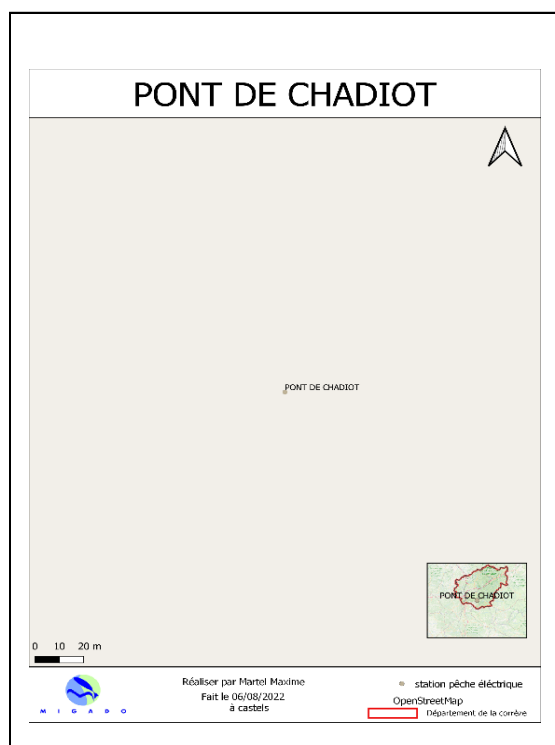 PONT DE CHADIOT
PONT DE CHADIOT
PONT DE CHADIOT
0 10 20 m
MIGADO
Réaliser par Martel Maxime
Fait le 06/08/2022
à castels
station pêche éléctrique
OpenStreetMap
Département de la corrère